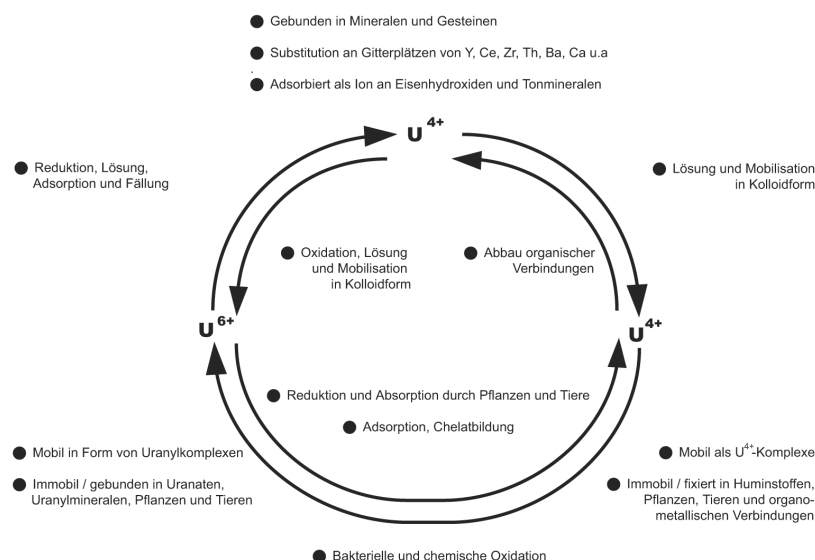 Gebunden in Mineralen und Gesteinen
Substitution an Gitterplätzen von Y, Ce, Zr, Th, Ba, Ca u.a
Adsorbiert als Ion an Eisenhydroxiden und Tonmineralen
U 4+
Reduktion, Lösung,
Adsorption und Fällung
Lösung und Mobilisation
in Kolloidform
Oxidation, Lösung
und Mobilisation
in Kolloidform
Abbau organischer
Verbindungen
U 6+
U 4+
Reduktion und Absorption durch Pflanzen und Tiere
Adsorption, Chelatbildung
Mobil in Form von Uranylkomplexen
Immobil / gebunden in Uranaten,
Uranylmineralen, Pflanzen und Tieren
Mobil als U4+-Komplexe
Immobil / fixiert in Huminstoffen,
Pflanzen, Tieren und organo-
metallischen Verbindungen
Bakterielle und chemische Oxidation